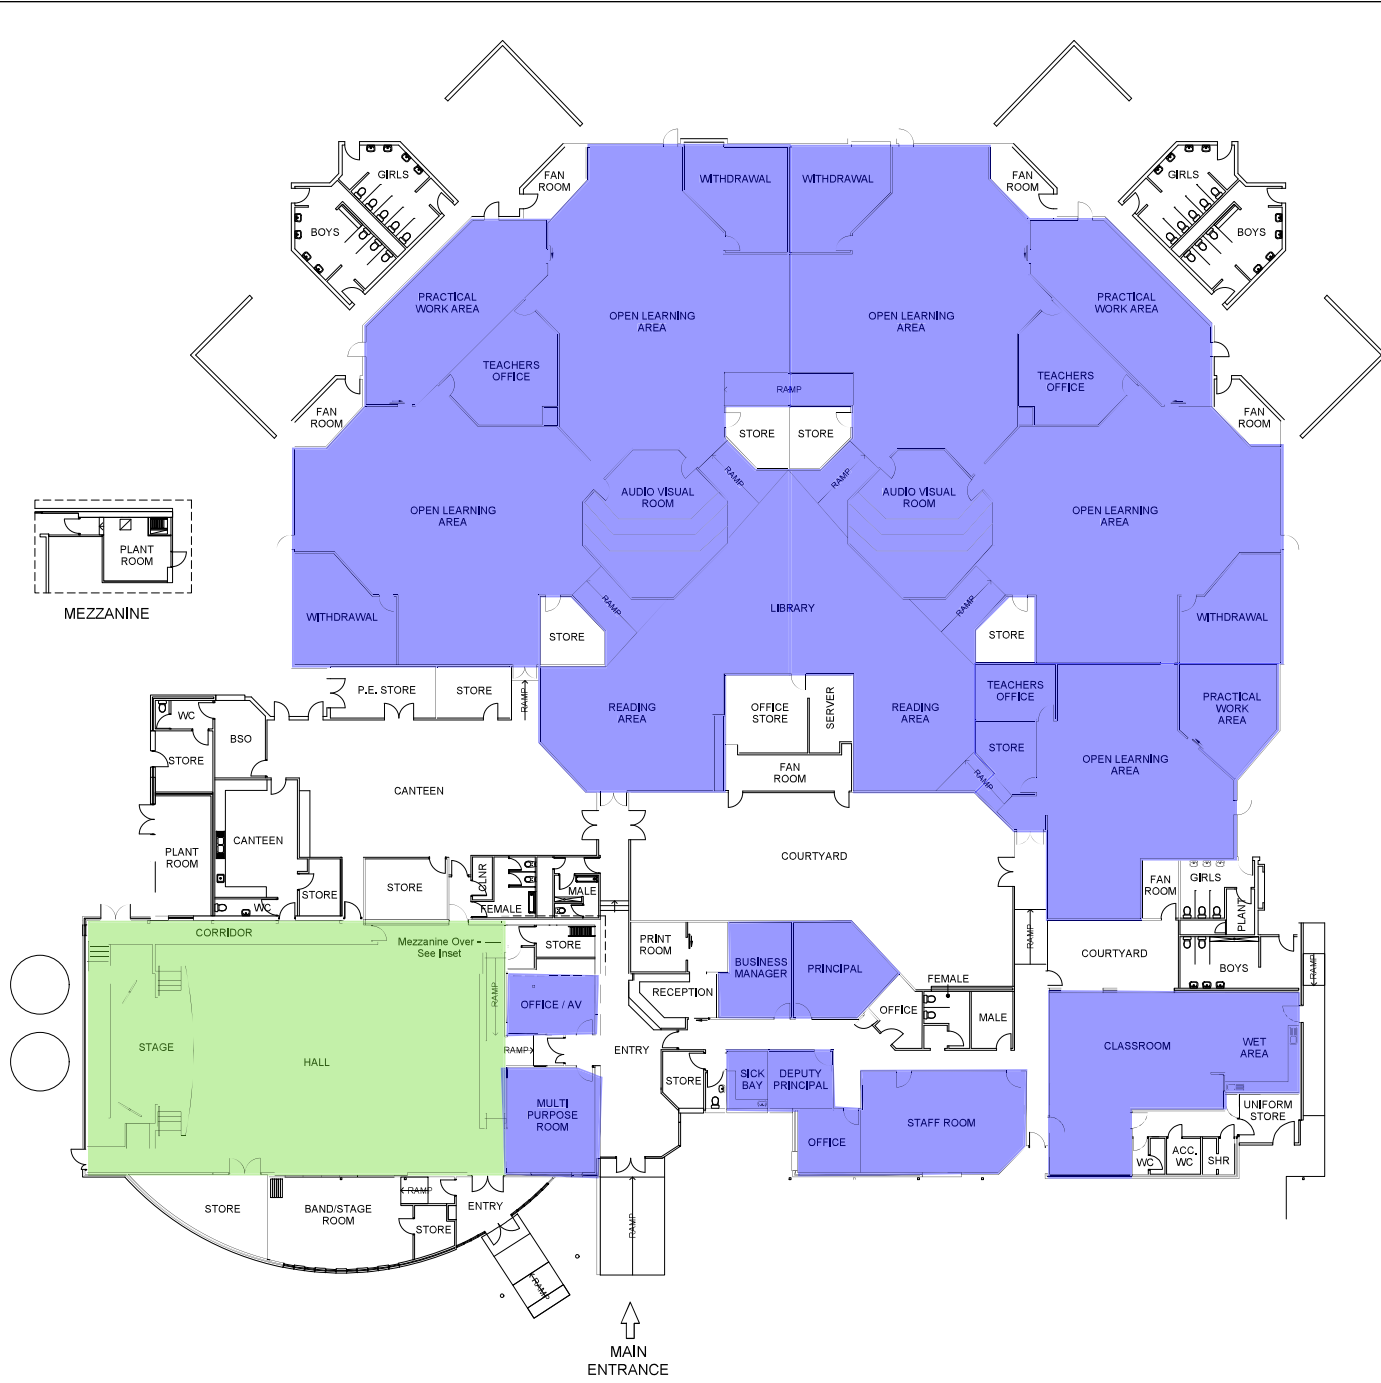 FAN
ROOM
GIRLS
BOYS
WITHDRAWAL
WITHDRAWAL
FAN
ROOM
GIRLS
BOYS
PRACTICAL
WORK AREA
OPEN LEARNING
AREA
OPEN LEARNING
AREA
PRACTICAL
WORK AREA
TEACHERS
OFFICE
RAMP
TEACHERS
OFFICE
FAN
ROOM
STORE
STORE
FAN
ROOM
RAMP
RAMP
OPEN LEARNING
AREA
AUDIO VISUAL
ROOM
AUDIO VISUAL
ROOM
OPEN LEARNING
AREA
PLANT
ROOM
MEZZANINE
WITHDRAWAL
RAMP
LIBRARY
RAMP
WITHDRAWAL
STORE
STORE
P.E. STORE
STORE
RAMP
READING
AREA
OFFICE
STORE
SERVER
READING
AREA
TEACHERS
OFFICE
PRACTICAL
WORK
AREA
WC
BSO
STORE
STORE
FAN
ROOM
RAMP
OPEN LEARNING
AREA
CANTEEN
CANTEEN
PLANT
ROOM
STORE
STORE
CLNR
FEMALE
MALE
COURTYARD
FAN
ROOM
GIRLS
PLANT
WC
CORRIDOR
Mezzanine Over -
See Inset
STORE
PRINT
ROOM
BUSINESS
MANAGER
PRINCIPAL
RAMP
COURTYARD
BOYS
RAMP
RAMP
OFFICE / AV
RECEPTION
OFFICE
FEMALE
MALE
STAGE
HALL
RAMP
ENTRY
CLASSROOM
WET
AREA
STORE
SICK
BAY
DEPUTY
PRINCIPAL
MULTI
PURPOSE
ROOM
OFFICE
STAFF ROOM
UNIFORM
STORE
WC
ACC.
WC
SHR
STORE
BAND/STAGE
ROOM
RAMP
STORE
ENTRY
RAMP
RAMP
MAIN
ENTRANCE